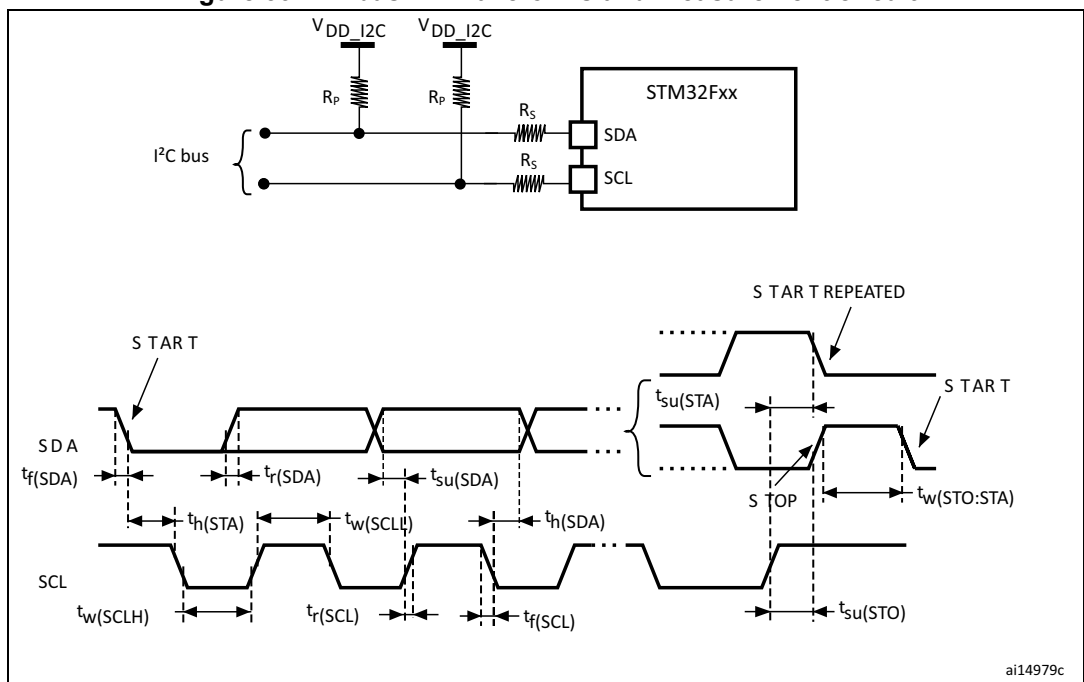 V DD_I2C V DD_I2C
RP RP
STM32Fxx
RS
SDA
I²C bus
RS
SCL
S TAR T REPEATED
S TAR T
tsu(STA)
S TAR T
S D A
tf(SDA)
tr(SDA)
tsu(SDA)
S TOP
tw(STO:STA)
th(STA)
tw(SCLL)
th(SDA)
SCL
tw(SCLH)
tr(SCL)
tf(SCL)
tsu(STO)
ai14979c